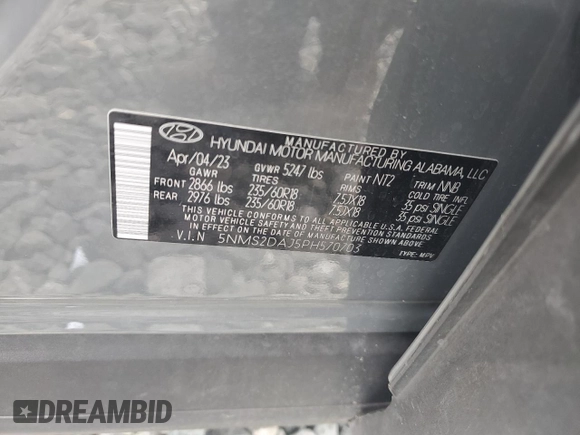 MANUFACTURED BY
HYUNDAI MOTOR MANUFACTURING ALABAMA, LLC
Apr/04/23 GVWR 5247 lbs PAINT NT2 TRIM NNB
GAWR TIRES RIMS COLD TIRE INFL
FRONT 2866 lbs 235/60R18 7.5JX18 35 psi SINGLE
REAR 2976 lbs 235/60R18 7.5JX18 35 psi SINGLE
THIS VEHICLE CONFORMS TO ALL APPLICABLE U.S.A. FEDERAL
MOTOR VEHICLE SAFETY, BUMPER, AND THEFT PREVENTION
STANDARDS IN EFFECT ON THE DATE OF MANUFACTURE SHOWN ABOVE.
V.I.N 5NMS2DAJ5PH570703 TYPE: MPV
DREAMBID